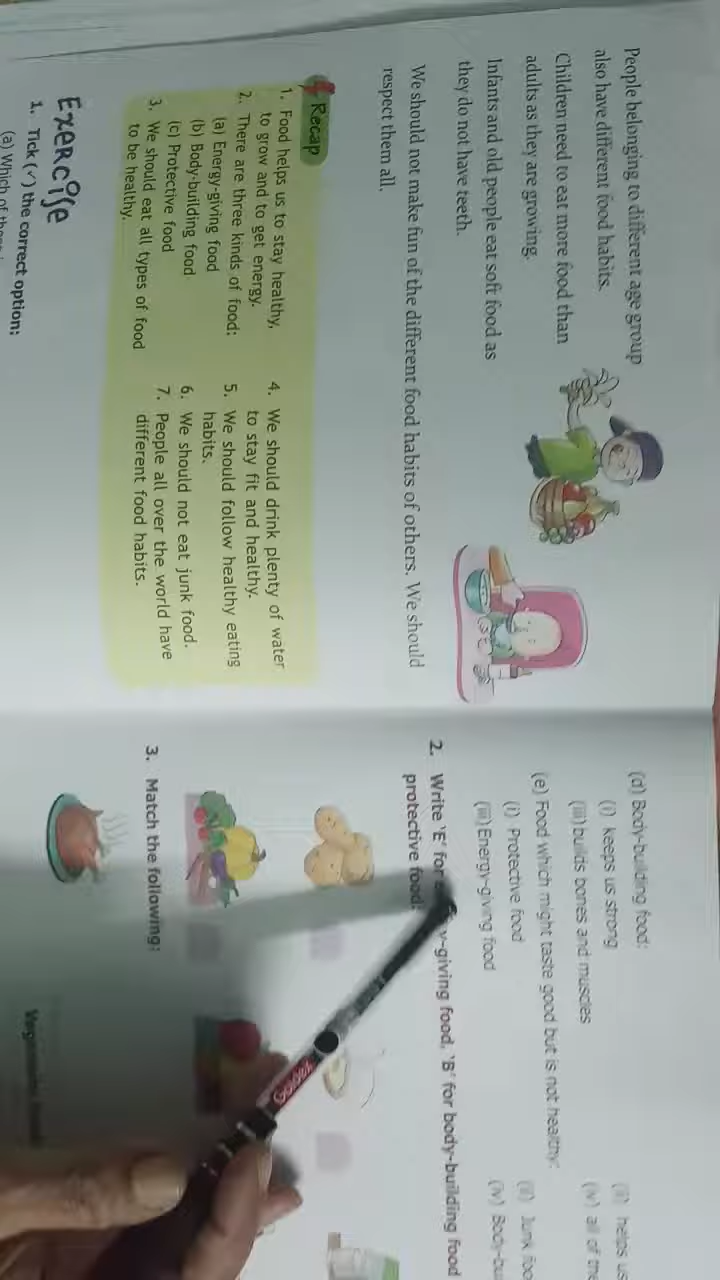 People belonging to different age group
also have different food habits.
Children need to eat more food than
adults as they are growing.
Infants and old people eat soft food as
they do not have teeth.
We should not make fun of the different food habits of others. We should
respect them all.
Recap
1. Food helps us to stay healthy,
to grow and to get energy.
2. There are three kinds of food:
(a) Energy-giving food
(b) Body-building food
(c) Protective food
3. We should eat all types of food
to be healthy.
4. We should drink plenty of water
to stay fit and healthy.
5. We should follow healthy eating
habits.
6. We should not eat junk food.
7. People all over the world have
different food habits.
Exercise
1. Tick (✓) the correct option:
(a) Which of
(d) Body-building food:
(i) keeps us strong
(ii) helps
(iii) builds bones and muscles
(iv) all of
(e) Food which might taste good but is not healthy:
(i) Protective food
(ii) Junk
(iii) Energy-giving food
(iv)
2. Write 'E' for -giving food, 'B' for body-building food
protective food:
3. Match the following: